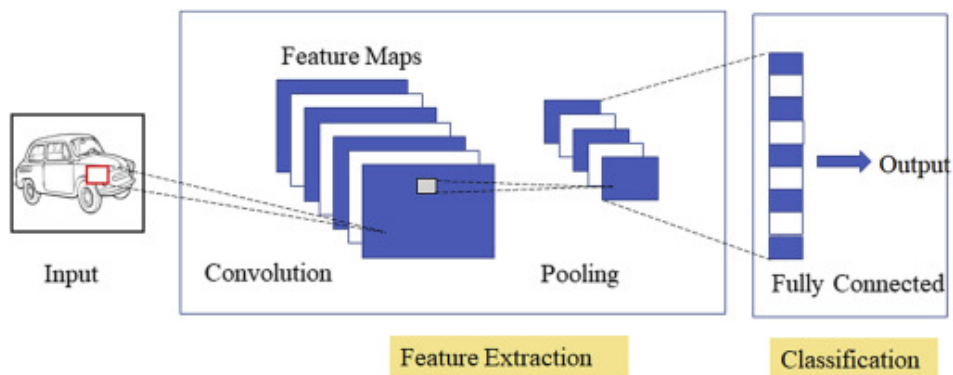 Feature Maps
Output
Input
Convolution
Pooling
Fully Connected
Feature Extraction
Classification